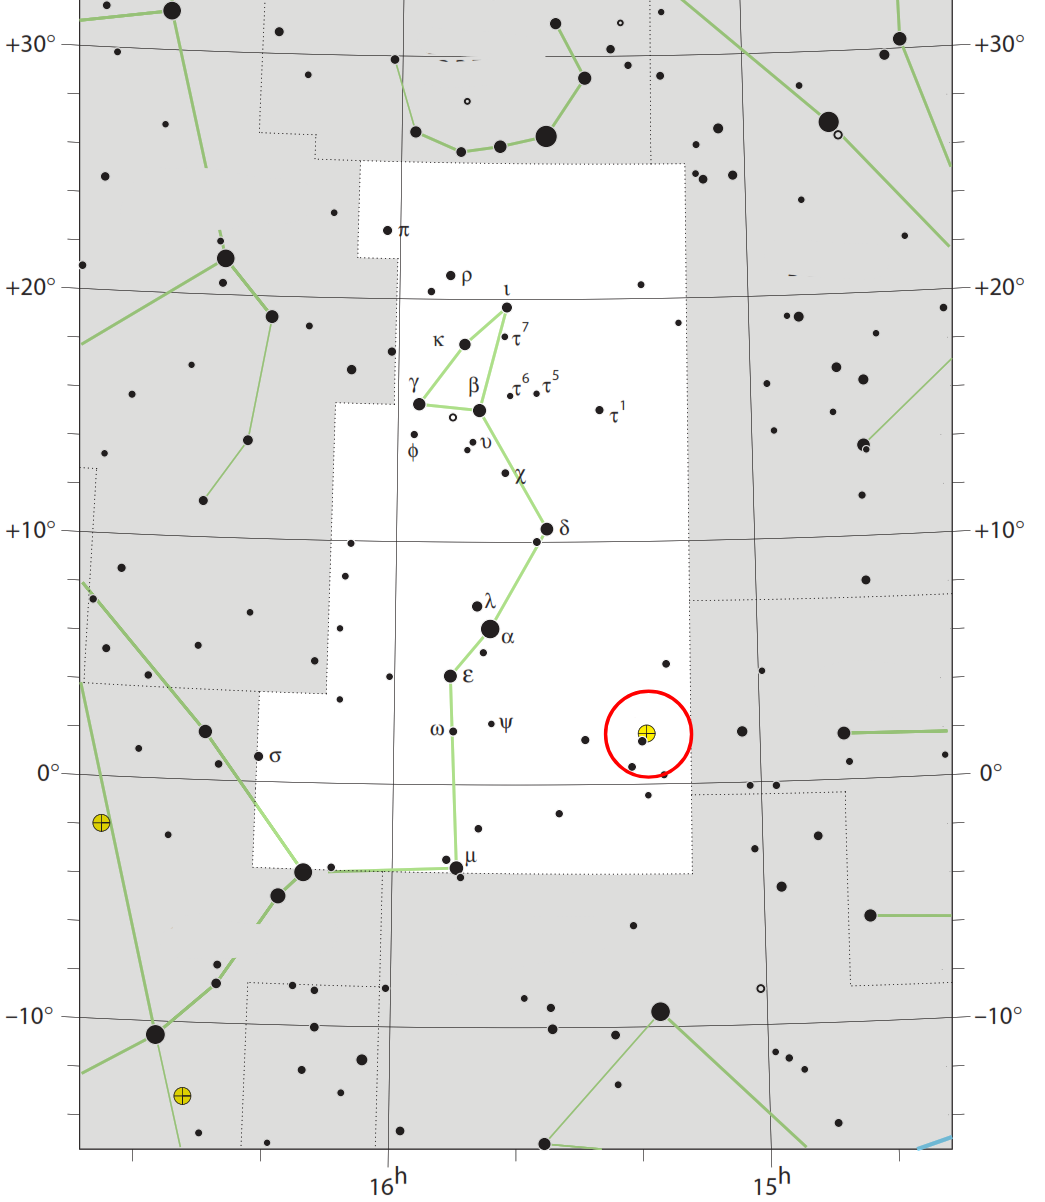 +30° +30°
π
ρ
+20° ι +20°
κ τ⁷
γ β τ⁶ τ⁵
τ¹
ϕ υ
χ
+10° δ +10°
λ
α
ε
ω ψ
σ
0° 0°
μ
−10° −10°
16ʰ 15ʰ